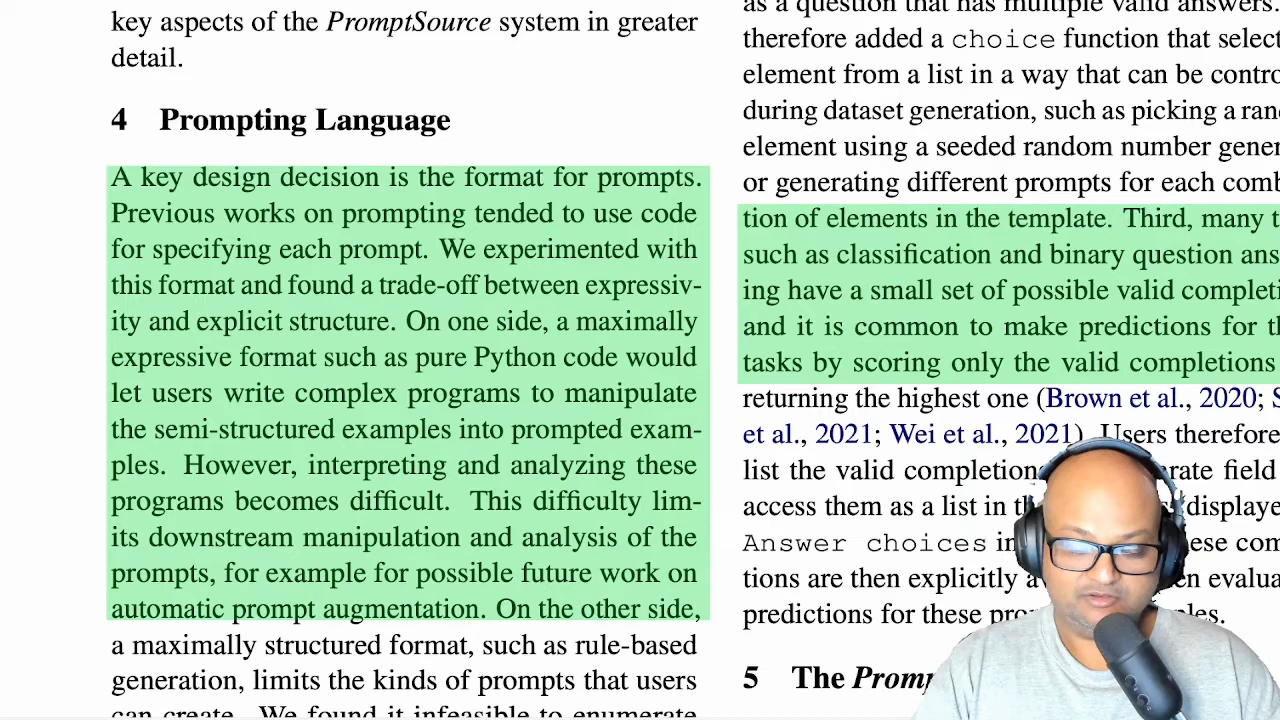 key aspects of the PromptSource system in greater
detail.
4 Prompting Language
A key design decision is the format for prompts.
Previous works on prompting tended to use code
for specifying each prompt. We experimented with
this format and found a trade-off between expressiv-
ity and explicit structure. On one side, a maximally
expressive format such as pure Python code would
let users write complex programs to manipulate
the semi-structured examples into prompted exam-
ples. However, interpreting and analyzing these
programs becomes difficult. This difficulty lim-
its downstream manipulation and analysis of the
prompts, for example for possible future work on
automatic prompt augmentation. On the other side,
a maximally structured format, such as rule-based
generation, limits the kinds of prompts that users
can create. We found it infeasible to enumerate
as a question that has multiple valid answers.
therefore added a choice function that
element from a list in a way that can be
during dataset generation, such as picking a
element using a seeded random number
or generating different prompts for each
tion of elements in the template. Third, many
such as classification and binary question
ing have a small set of possible valid
and it is common to make predictions for
tasks by scoring only the valid completions
returning the highest one (Brown et al., 2020;
et al., 2021; Wei et al., 2021). Users therefore
list the valid field
access them as a list in
Answer choices
tions are then explicitly
predictions for these
5 The